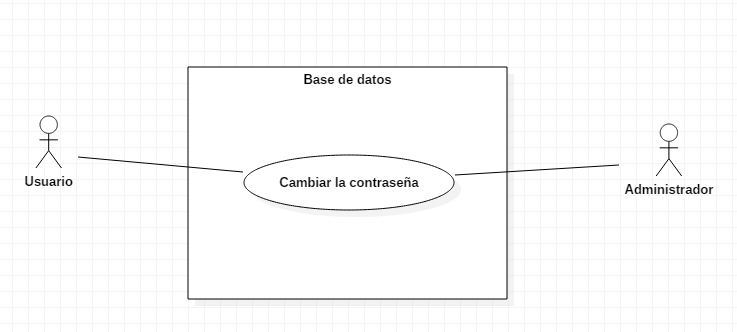 Base de datos
Usuario
Cambiar la contraseña
Administrador